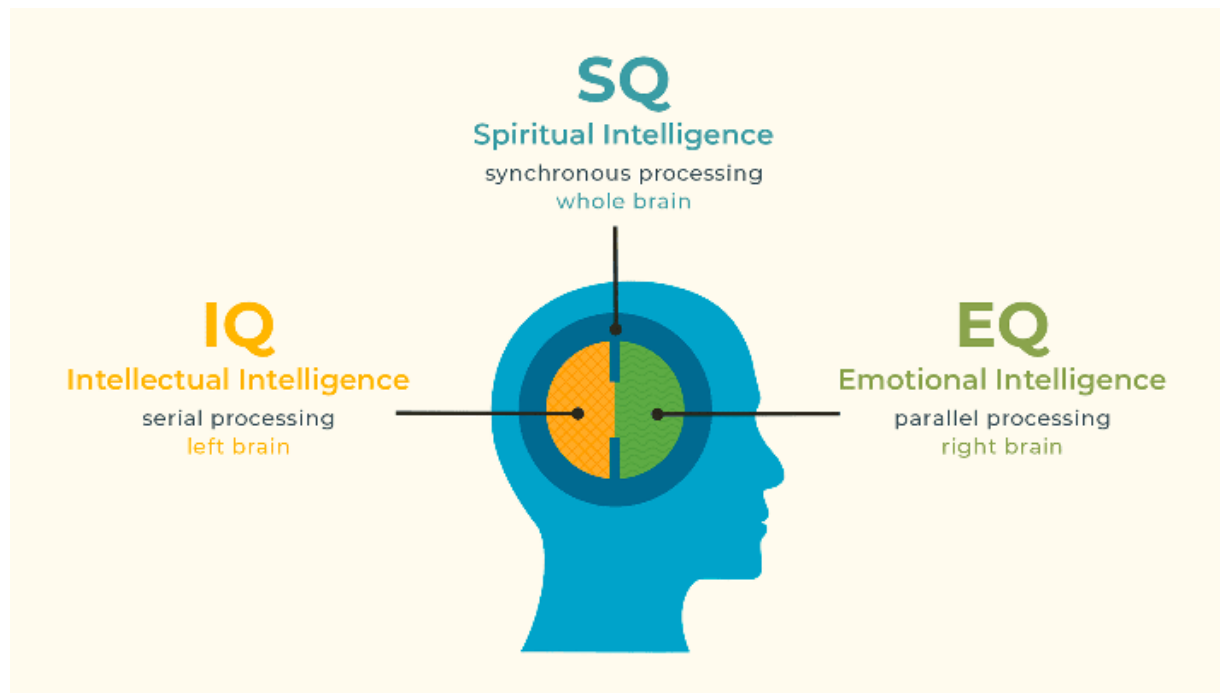 SQ
Spiritual Intelligence
synchronous processing
whole brain
IQ
Intellectual Intelligence
serial processing
left brain
EQ
Emotional Intelligence
parallel processing
right brain